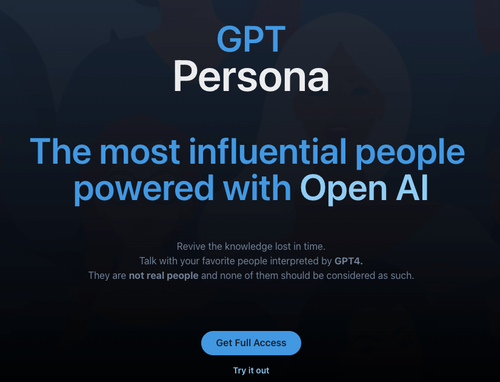 GPT
Persona
The most influential people
powered with Open AI
Revive the knowledge lost in time.
Talk with your favorite people interpreted by GPT4.
They are not real people and none of them should be considered as such.
Get Full Access
Try it out